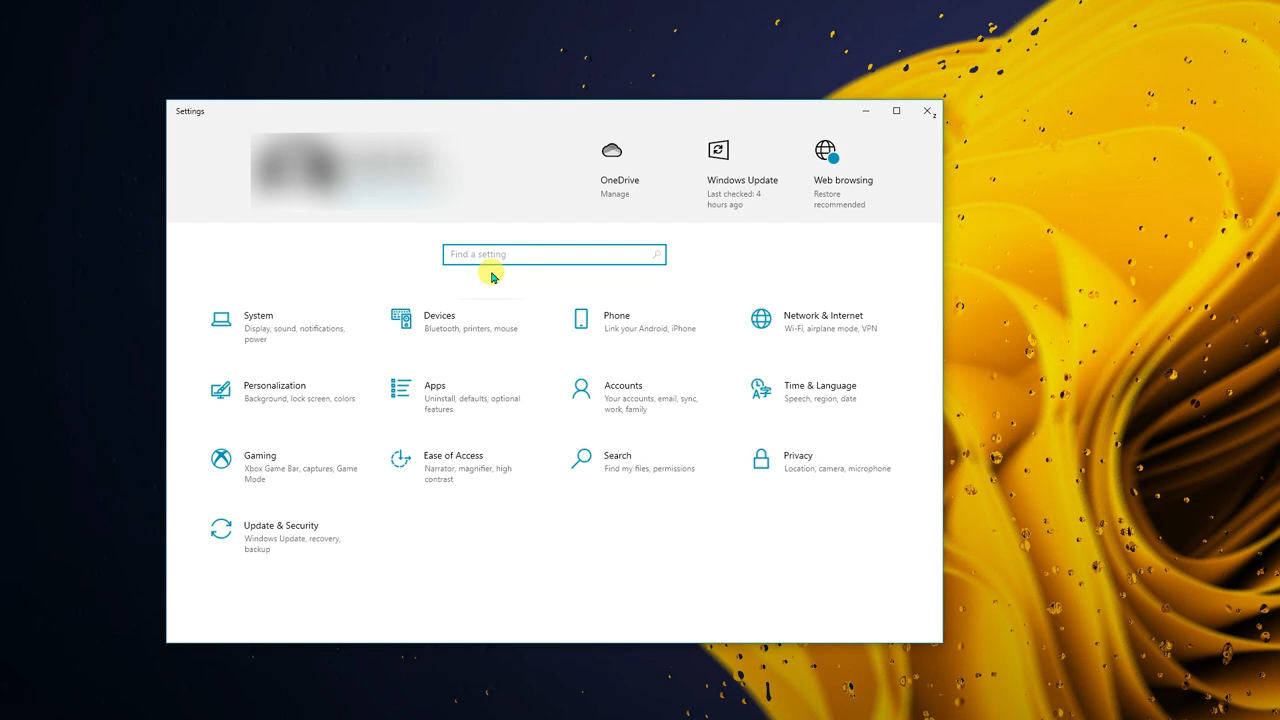 Settings
OneDrive
Manage
Windows Update
Last checked: 4
hours ago
Web browsing
Restore
recommended
Find a setting
System
Display, sound, notifications,
power
Devices
Bluetooth, printers, mouse
Phone
Link your Android, iPhone
Network & Internet
Wi-Fi, airplane mode, VPN
Personalization
Background, lock screen, colors
Apps
Uninstall, defaults, optional
features
Accounts
Your accounts, email, sync,
work, family
Time & Language
Speech, region, date
Gaming
Xbox Game Bar, captures, Game
Mode
Ease of Access
Narrator, magnifier, high
contrast
Search
Find my files, permissions
Privacy
Location, camera, microphone
Update & Security
Windows Update, recovery,
backup